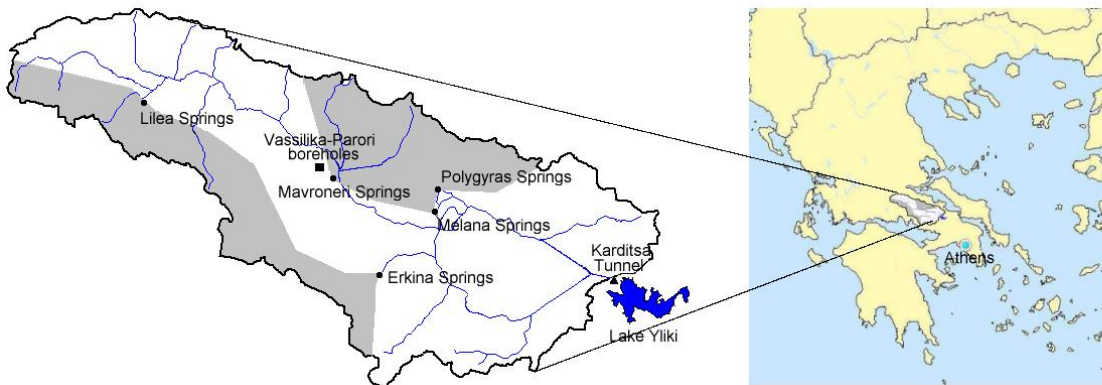 Lilea Springs
Vassilika-Parori
boreholes
Mavroneri Springs
Polygyras Springs
Melana Springs
Erkina Springs
Karditsa
Tunnel
Lake Yliki
Athens